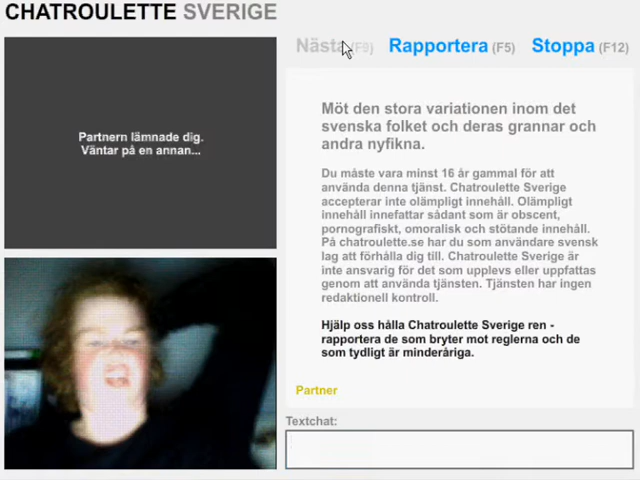 CHATROULETTE SVERIGE
Nästa (F9) Rapportera (F5) Stoppa (F12)
Partnern lämnade dig.
Väntar på en annan...
Möt den stora variationen inom det
svenska folket och deras grannar och
andra nyfikna.
Du måste vara minst 16 år gammal för att
använda denna tjänst. Chatroulette Sverige
accepterar inte olämpligt innehåll. Olämpligt
innehåll innefattar sådant som är obscent,
pornografiskt, omoralisk och stötande innehåll.
På chatroulette.se har du som användare svensk
lag att förhålla dig till. Chatroulette Sverige är
inte ansvarig för det som upplevs eller uppfattas
genom att använda tjänsten. Tjänsten har ingen
redaktionell kontroll.
Hjälp oss hålla Chatroulette Sverige ren -
rapportera de som bryter mot reglerna och de
som tydligt är minderåriga.
Partner
Textchat: